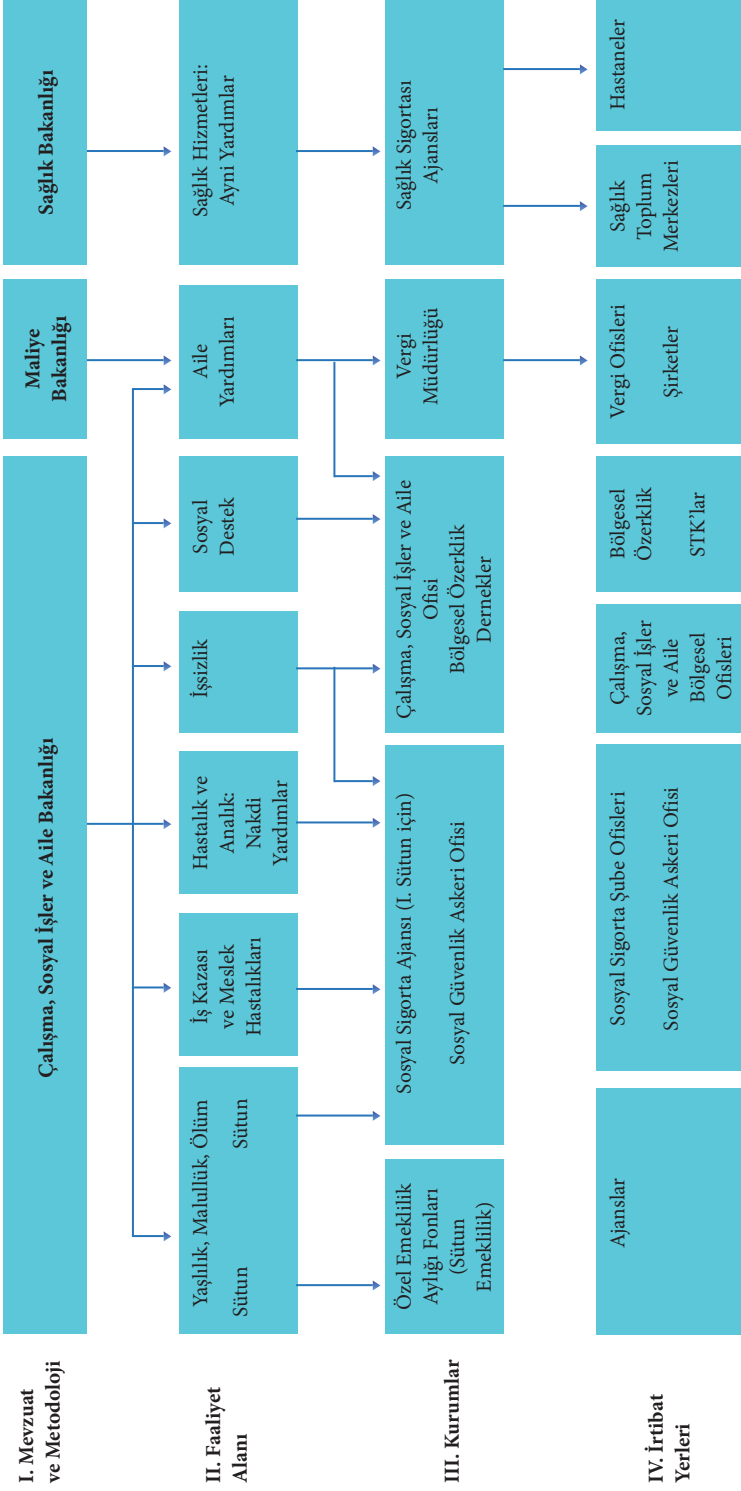 I. Mevzuat
ve Metodoloji
Çalışma, Sosyal İşler ve Aile Bakanlığı
Maliye
Bakanlığı
Sağlık Bakanlığı
II. Faaliyet
Alanı
Yaşlılık, Malullük, Ölüm
Sütun
Sütun
İş Kazası
ve Meslek
Hastalıkları
Hastalık ve
Analık:
Nakdi
Yardımlar
İşsizlik
Sosyal
Destek
Aile
Yardımları
Sağlık Hizmetleri:
Ayni Yardımlar
III. Kurumlar
Özel Emeklilik
Aylığı Fonları
(Sütun
Emeklilik)
Sosyal Sigorta Ajansı (I. Sütun için)
Sosyal Güvenlik Askeri Ofisi
Çalışma, Sosyal İşler ve Aile
Ofisi
Bölgesel Özerklik
Dernekler
Vergi
Müdürlüğü
Sağlık Sigortası
Ajansları
IV. İrtibat
Yerleri
Ajanslar
Sosyal Sigorta Şube Ofisleri
Sosyal Güvenlik Askeri Ofisi
Çalışma,
Sosyal İşler
ve Aile
Bölgesel
Ofisleri
Bölgesel
Özerklik
STK’lar
Vergi Ofisleri
Şirketler
Sağlık
Toplum
Merkezleri
Hastaneler